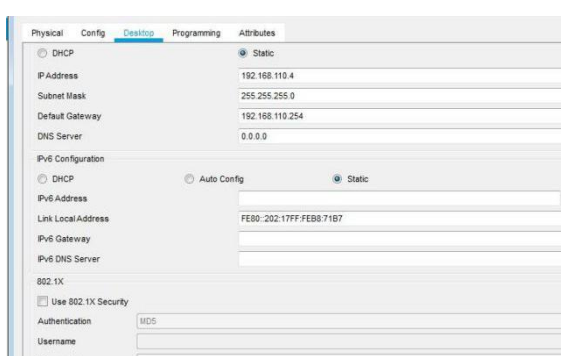 Physical Config Desktop Programming Attributes
DHCP Static
IP Address 192.168.110.4
Subnet Mask 255.255.255.0
Default Gateway 192.168.110.254
DNS Server 0.0.0.0
IPv6 Configuration
DHCP Auto Config Static
IPv6 Address
Link Local Address FE80::202:17FF:FEB8:71B7
IPv6 Gateway
IPv6 DNS Server
802.1X
Use 802.1X Security
Authentication MD5
Username